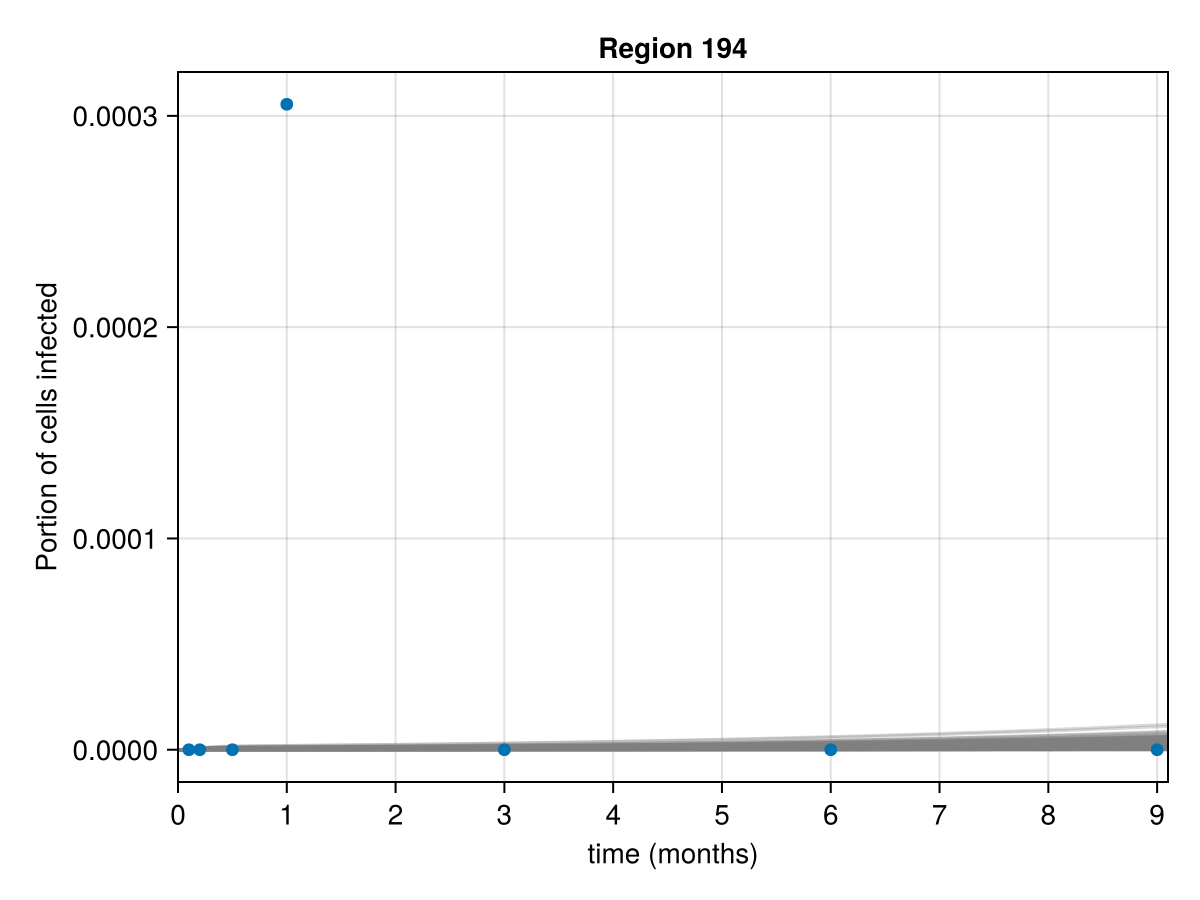 Region 194
Portion of cells infected
0.0003
0.0002
0.0001
0.0000
0 1 2 3 4 5 6 7 8 9
time (months)